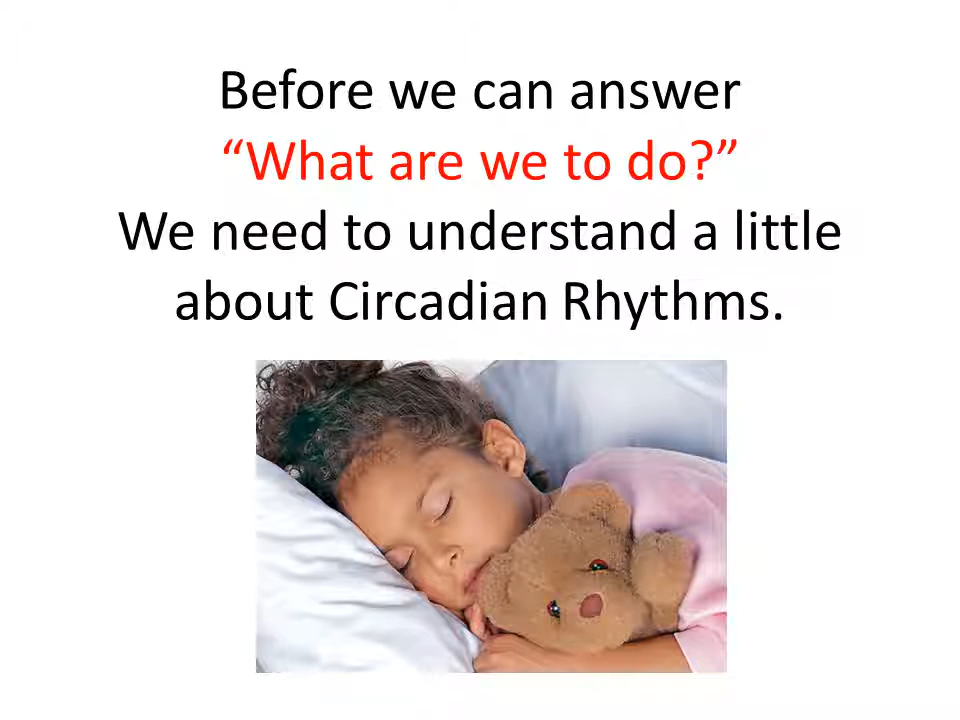 Before we can answer
“What are we to do?”
We need to understand a little
about Circadian Rhythms.